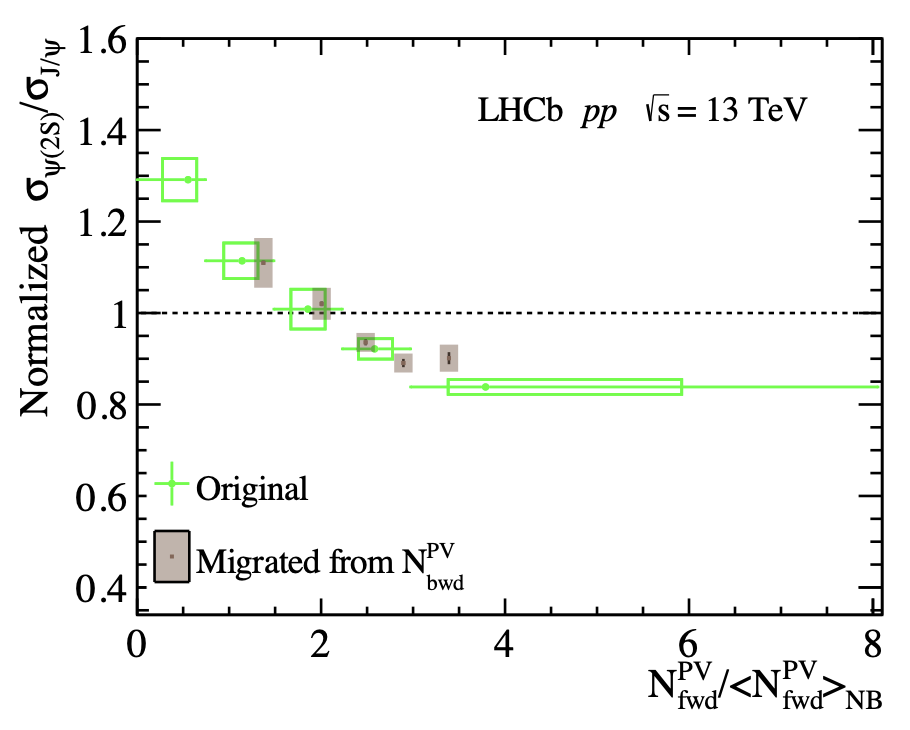 Normalized σψ(2S)/σJ/ψ
1.6
1.4
1.2
1
0.8
0.6
0.4
LHCb pp √s = 13 TeV
Original
Migrated from N^PV_bwd
0 2 4 6 8
N^PV_fwd/<N^PV_fwd>_NB